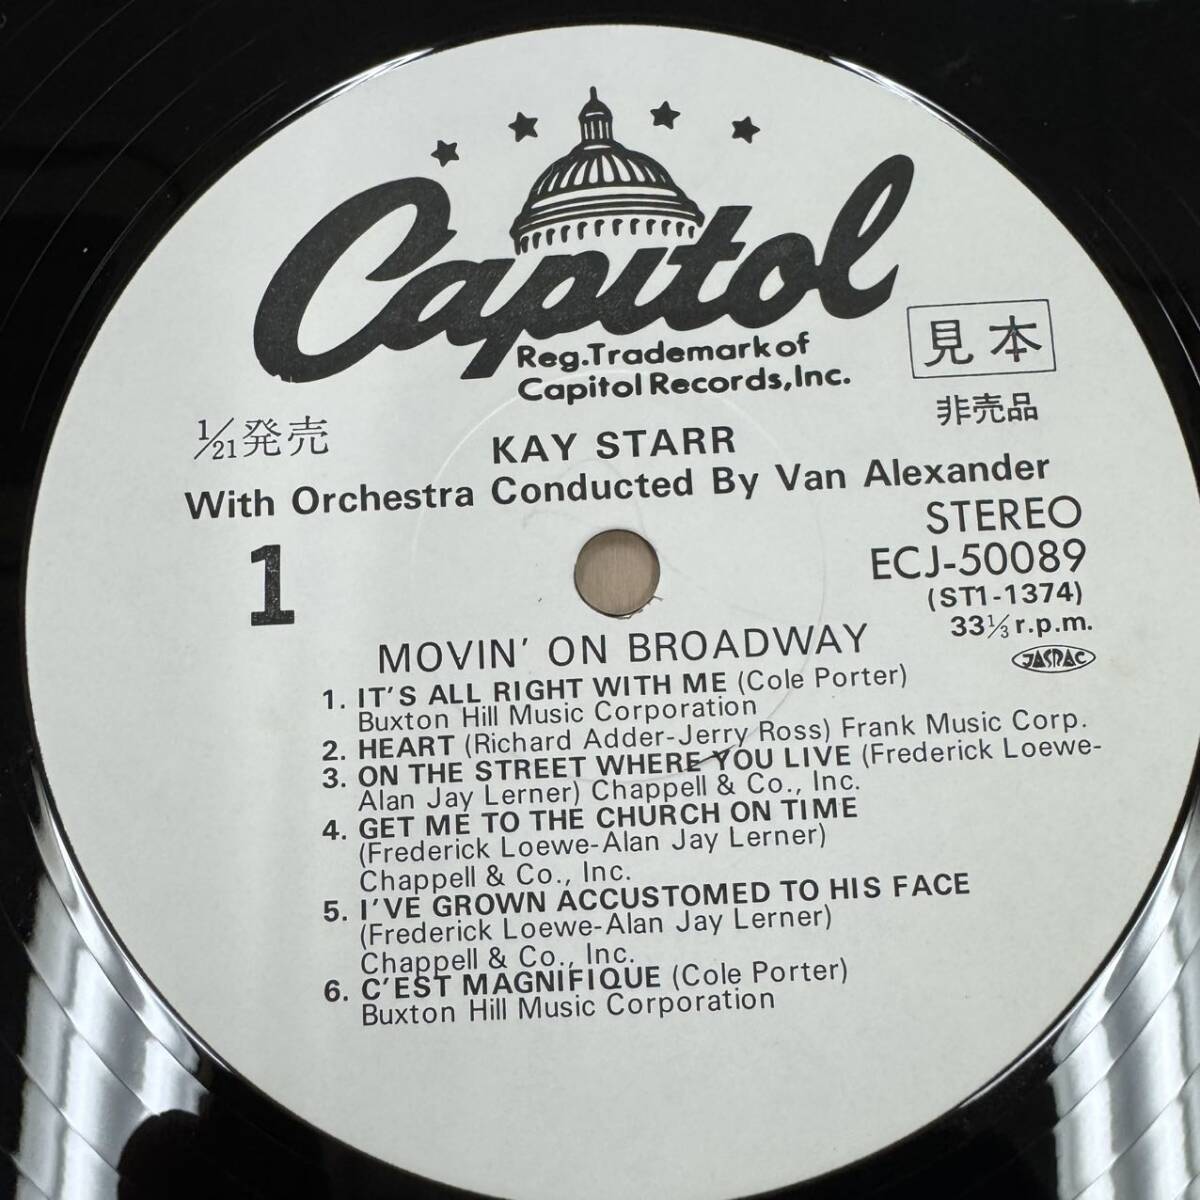 Capitol
Reg.Trademark of
Capitol Records,Inc.
見本
非売品
1/21発売
KAY STARR
With Orchestra Conducted By Van Alexander
1
STEREO
ECJ-50089
(ST1-1374)
33⅓ r.p.m.
JASRAC
MOVIN' ON BROADWAY
1. IT'S ALL RIGHT WITH ME (Cole Porter)
Buxton Hill Music Corporation
2. HEART (Richard Adder-Jerry Ross) Frank Music Corp.
3. ON THE STREET WHERE YOU LIVE (Frederick Loewe-
Alan Jay Lerner) Chappell & Co., Inc.
4. GET ME TO THE CHURCH ON TIME
(Frederick Loewe-Alan Jay Lerner)
Chappell & Co., Inc.
5. I'VE GROWN ACCUSTOMED TO HIS FACE
(Frederick Loewe-Alan Jay Lerner)
Chappell & Co., Inc.
6. C'EST MAGNIFIQUE (Cole Porter)
Buxton Hill Music Corporation